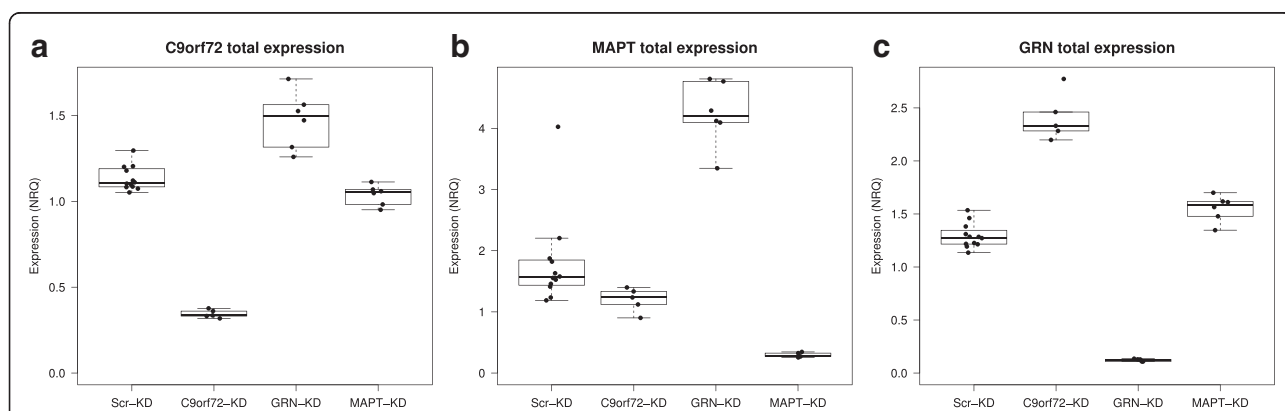 a
C9orf72 total expression
Expression (NRQ)
1.5
1.0
0.5
0.0
Scr–KD
C9orf72–KD
GRN–KD
MAPT–KD
b
MAPT total expression
Expression (NRQ)
4
3
2
1
0
Scr–KD
C9orf72–KD
GRN–KD
MAPT–KD
c
GRN total expression
Expression (NRQ)
2.5
2.0
1.5
1.0
0.5
0.0
Scr–KD
C9orf72–KD
GRN–KD
MAPT–KD